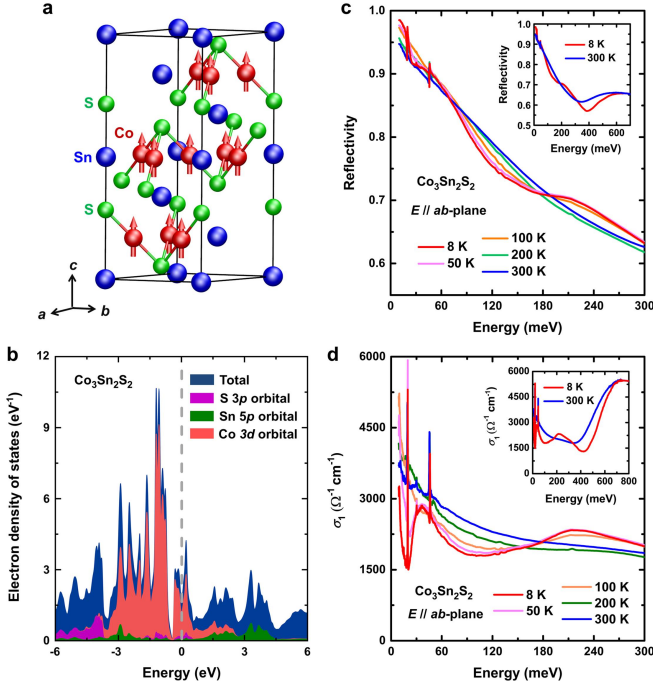 a
S
Co
Sn
S
c
a
b
b
12
9
6
3
0
Electron density of states (eV⁻¹)
Co₃Sn₂S₂
Total
S 3p orbital
Sn 5p orbital
Co 3d orbital
-6 -3 0 3 6
Energy (eV)
c
1.0
0.9
0.8
0.7
0.6
Reflectivity
1.0
0.9
0.8
0.7
0.6
0.5
Reflectivity
8 K
300 K
0 200 400 600
Energy (meV)
Co₃Sn₂S₂
E // ab-plane
8 K
50 K
100 K
200 K
300 K
0 60 120 180 240 300
Energy (meV)
d
6000
4500
3000
1500
0
σ₁ (Ω⁻¹ cm⁻¹)
6000
4500
3000
1500
0
σ₁ (Ω⁻¹ cm⁻¹)
8 K
300 K
0 200 400 600 800
Energy (meV)
Co₃Sn₂S₂
E // ab-plane
8 K
50 K
100 K
200 K
300 K
0 60 120 180 240 300
Energy (meV)